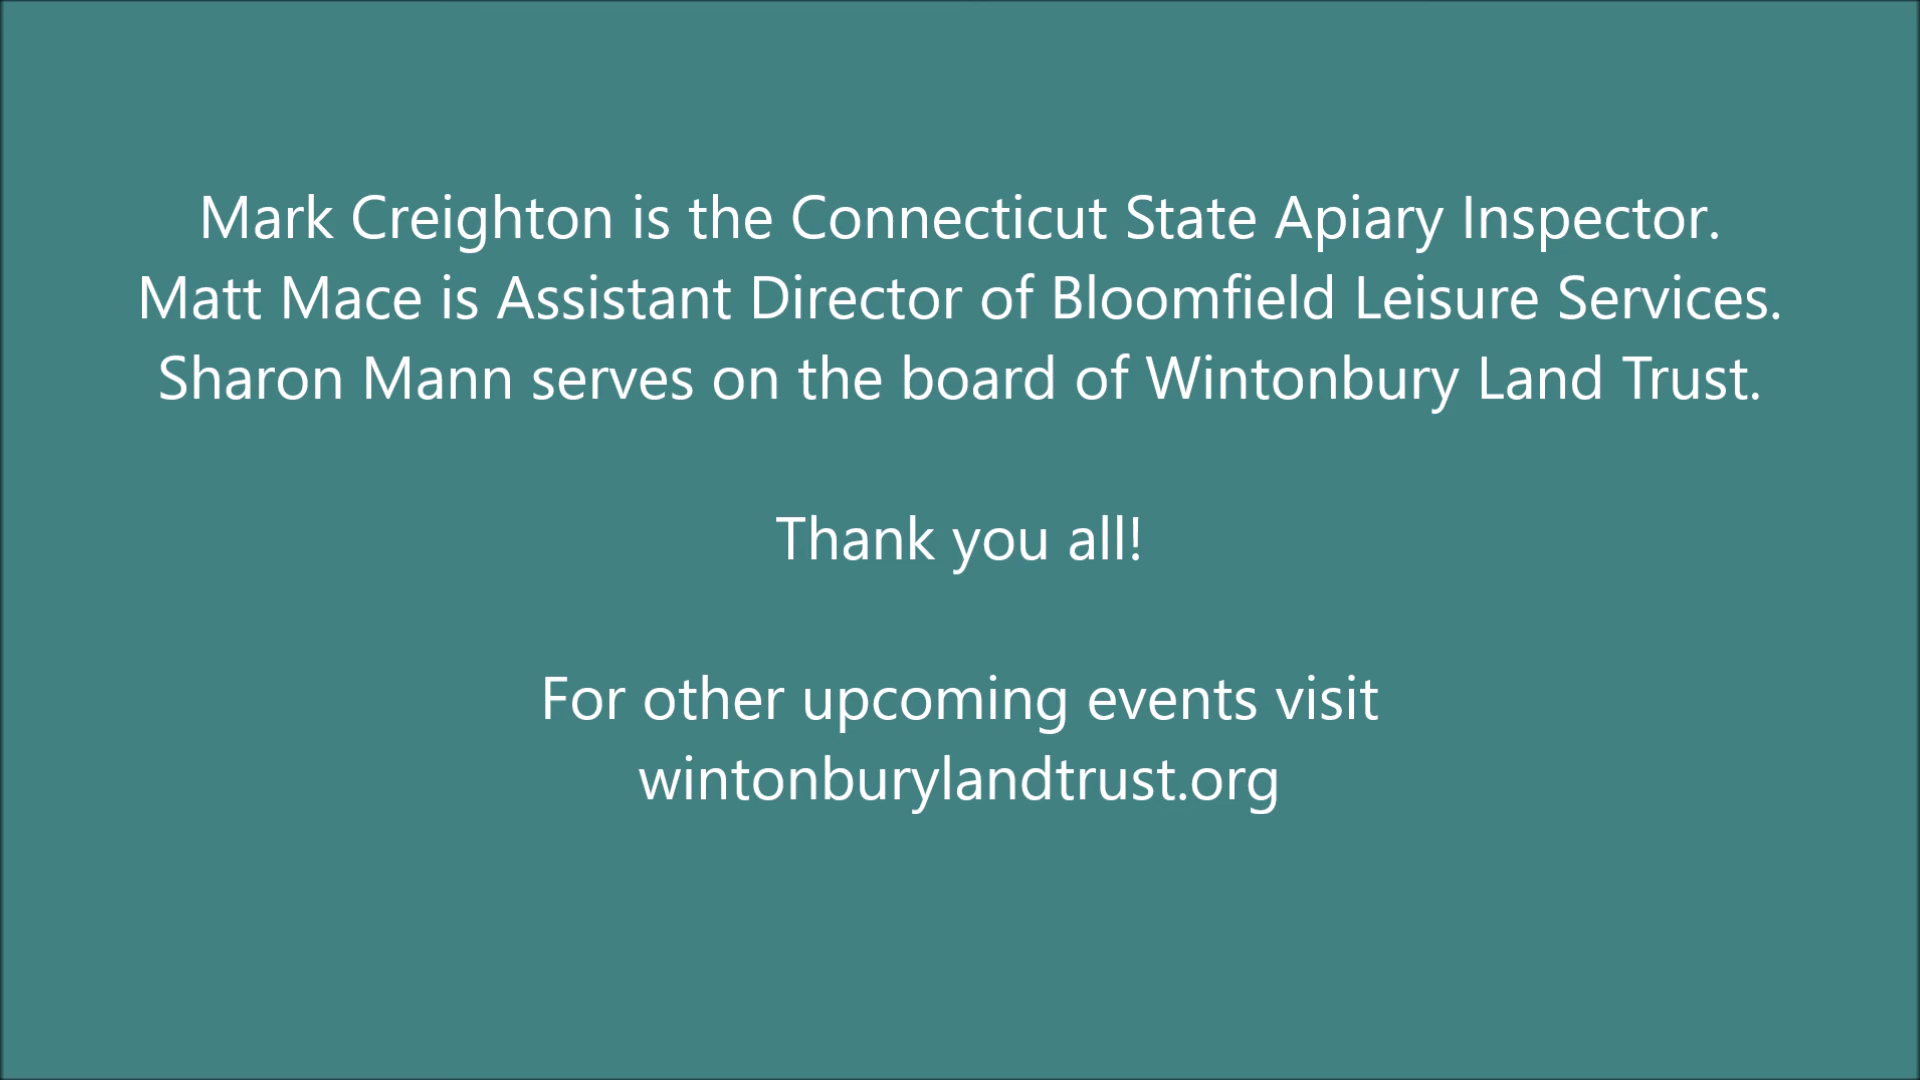 Mark Creighton is the Connecticut State Apiary Inspector.
Matt Mace is Assistant Director of Bloomfield Leisure Services.
Sharon Mann serves on the board of Wintonbury Land Trust.
Thank you all!
For other upcoming events visit
wintonburylandtrust.org